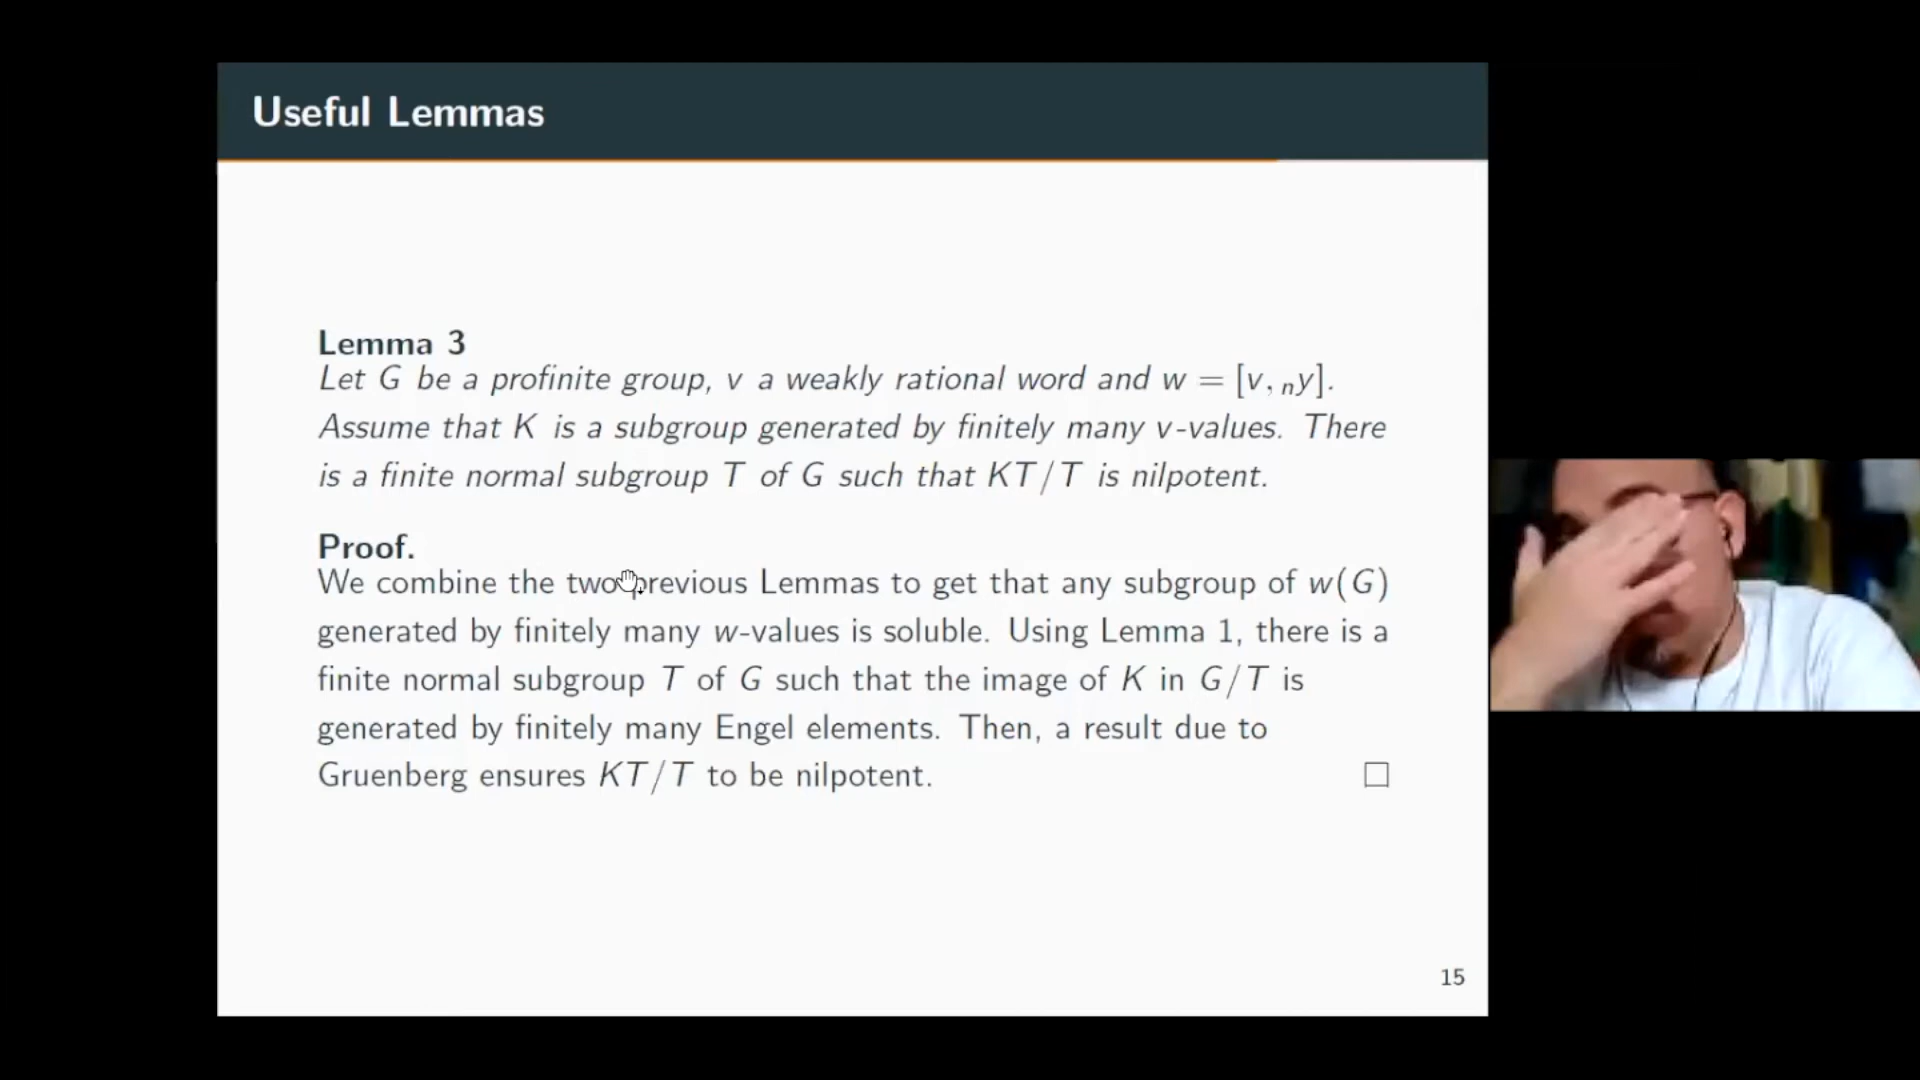 Useful Lemmas
Lemma 3
Let G be a profinite group, v a weakly rational word and w = [v, ₙy].
Assume that K is a subgroup generated by finitely many v-values. There
is a finite normal subgroup T of G such that KT/T is nilpotent.
Proof.
We combine the two previous Lemmas to get that any subgroup of w(G)
generated by finitely many w-values is soluble. Using Lemma 1, there is a
finite normal subgroup T of G such that the image of K in G/T is
generated by finitely many Engel elements. Then, a result due to
Gruenberg ensures KT/T to be nilpotent. □
15